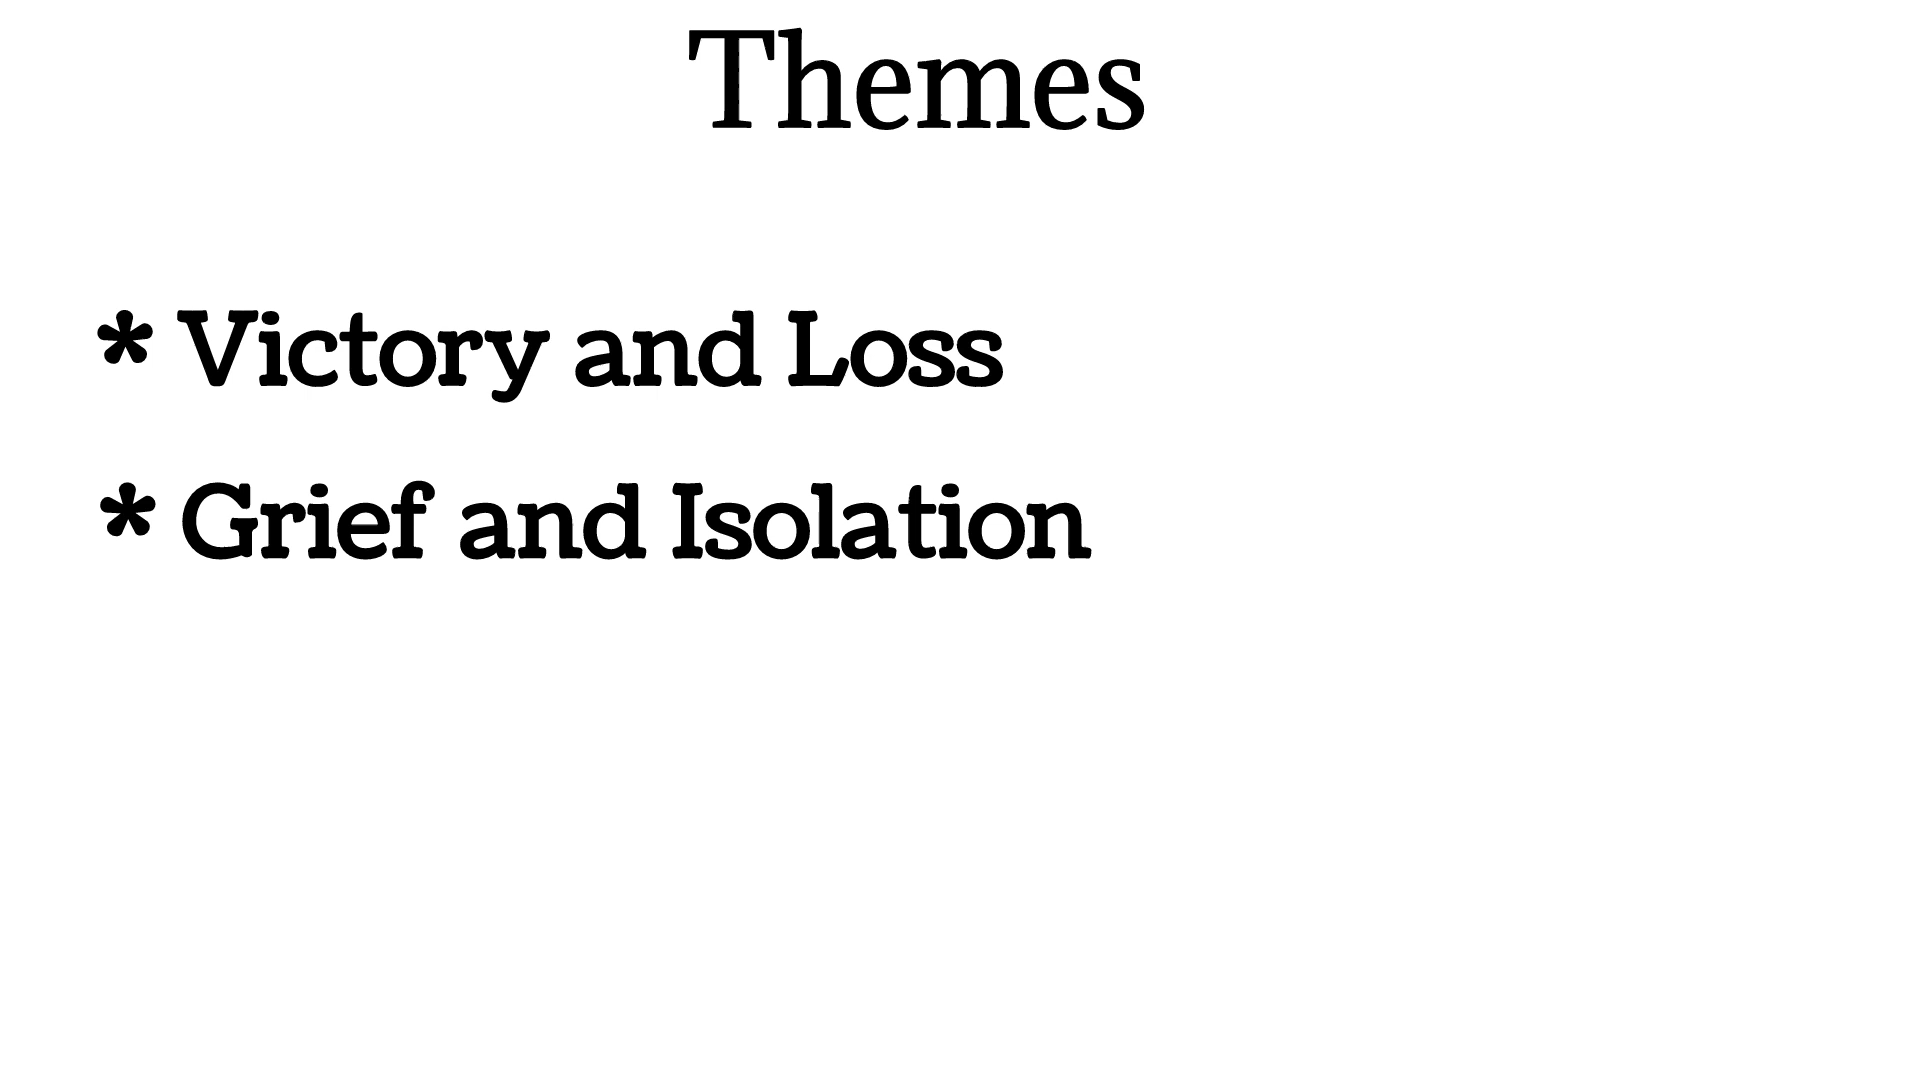 Themes
* Victory and Loss
* Grief and Isolation